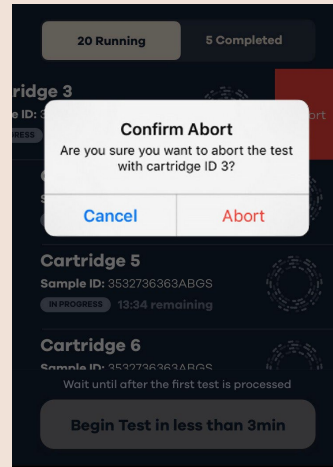 20 Running
5 Completed
ridge 3
e ID: 3
RESS
ort
Confirm Abort
Are you sure you want to abort the test
with cartridge ID 3?
Cancel
Abort
Cartridge 5
Sample ID: 3532736363ABGS
IN PROGRESS 13:34 remaining
Cartridge 6
Sample ID: 3532736363ABGS
Wait until after the first test is processed
Begin Test in less than 3min